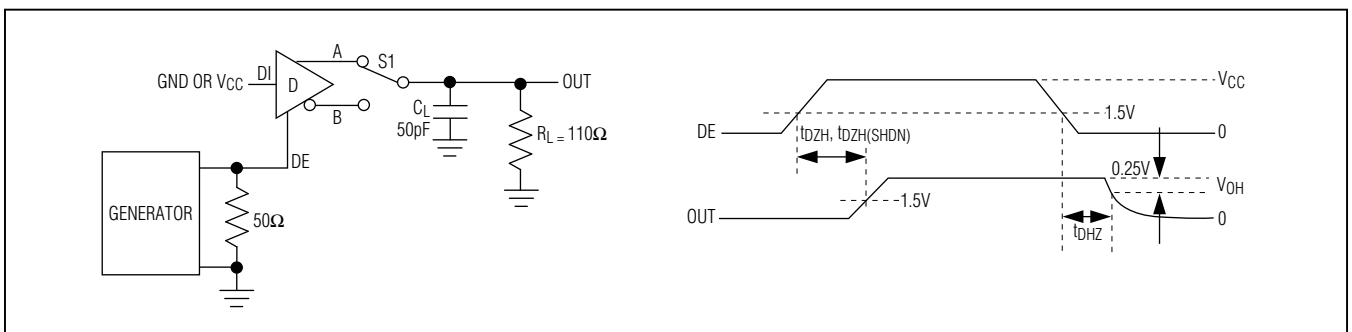 A
S1
GND OR VCC
DI
D
OUT
B
CL
50pF
RL = 110Ω
DE
GENERATOR
50Ω
VCC
1.5V
DE
0
tDZH, tDZH(SHDN)
0.25V
VOH
1.5V
OUT
0
tDHZ